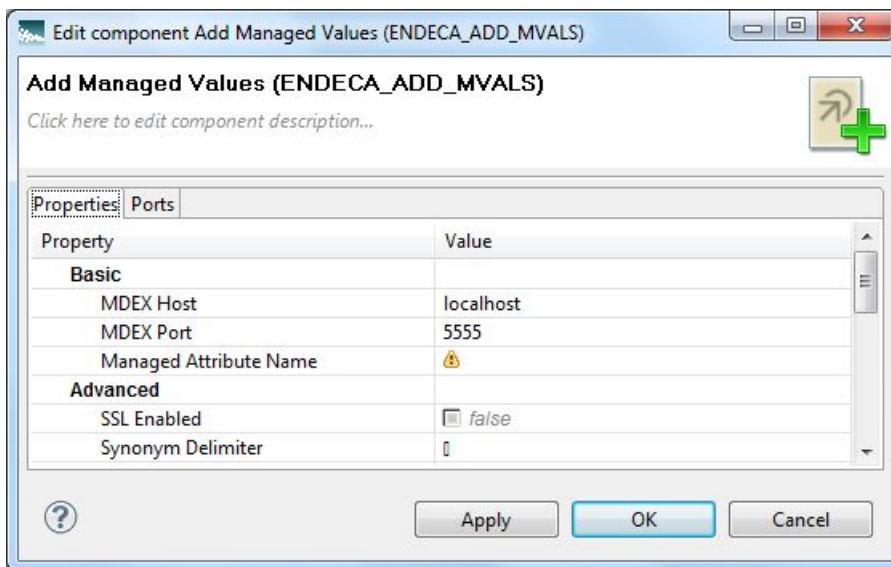 Edit component Add Managed Values (ENDECA_ADD_MVALS)
Add Managed Values (ENDECA_ADD_MVALS)
Click here to edit component description...
Properties Ports
Property Value
Basic
MDEX Host localhost
MDEX Port 5555
Managed Attribute Name
Advanced
SSL Enabled false
Synonym Delimiter ▯
Apply OK Cancel